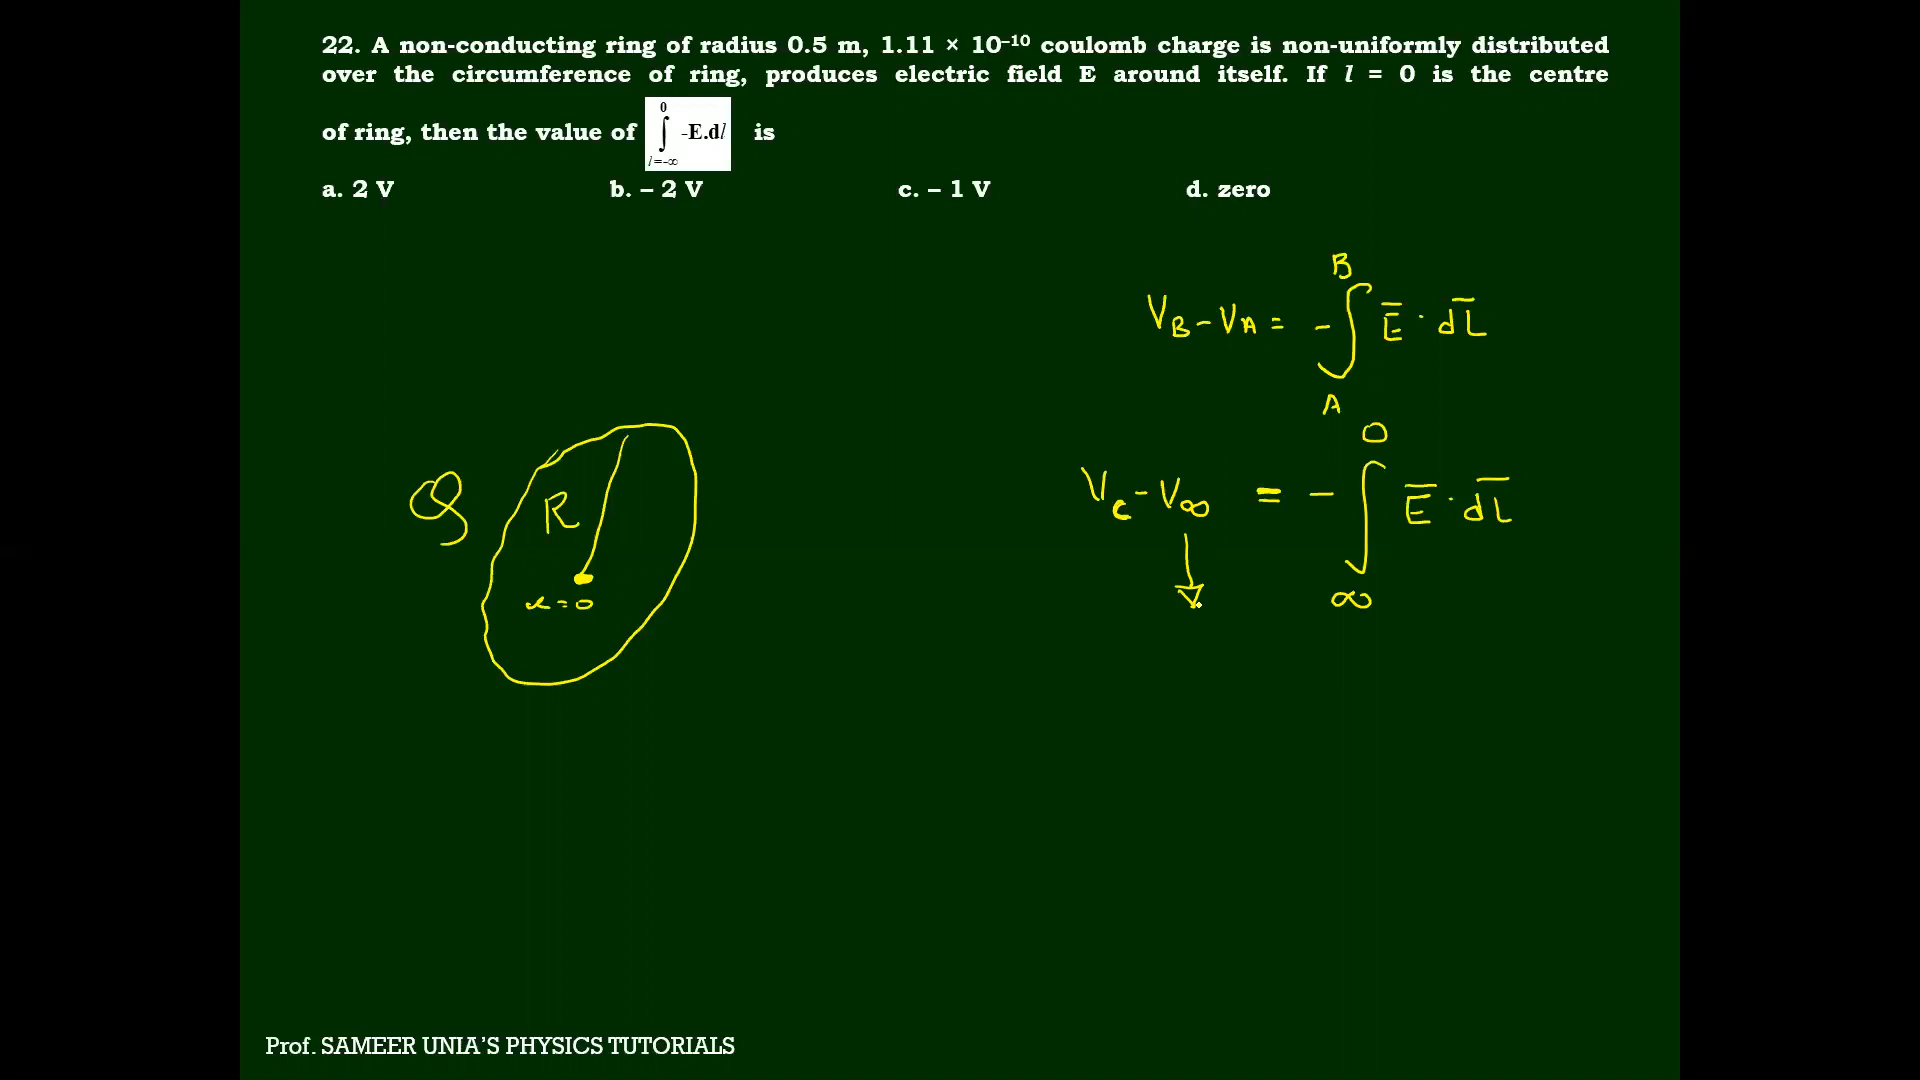 22. A non-conducting ring of radius 0.5 m, 1.11 × 10⁻¹⁰ coulomb charge is non-uniformly distributed
over the circumference of ring, produces electric field E around itself. If l = 0 is the centre
of ring, then the value of ∫_{l=-∞}^{0} -E.dl is
a. 2 V b. – 2 V c. – 1 V d. zero
V_B - V_A = - ∫_A^B E̅ · dL̅
V_c - V_∞ = - ∫_∞^0 E̅ · dL̅
Q
R
x = 0
Prof. SAMEER UNIA'S PHYSICS TUTORIALS